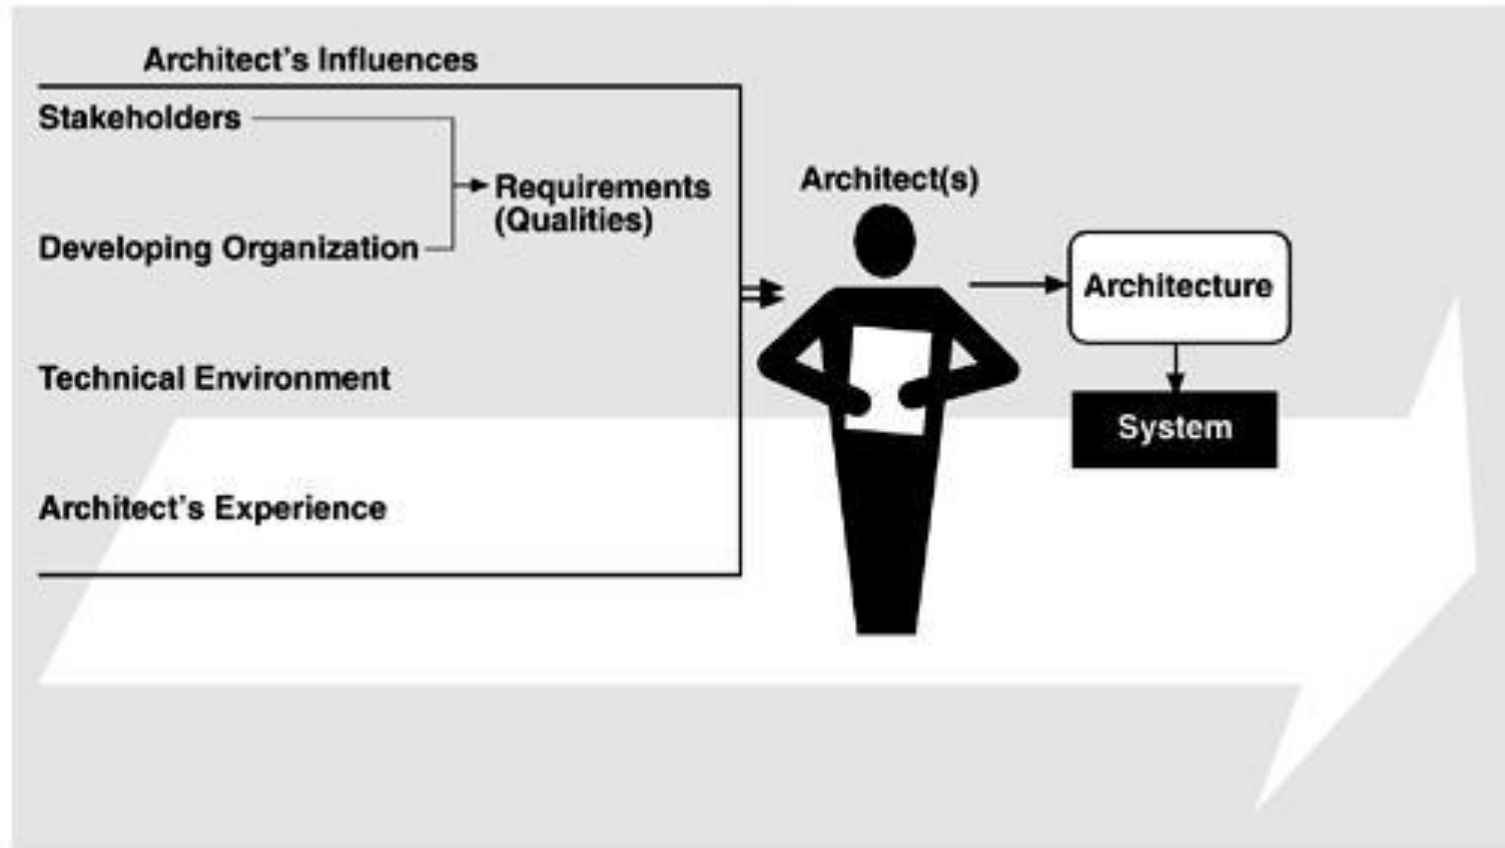 Architect's Influences
Stakeholders
Requirements
(Qualities)
Developing Organization
Technical Environment
Architect's Experience
Architect(s)
Architecture
System